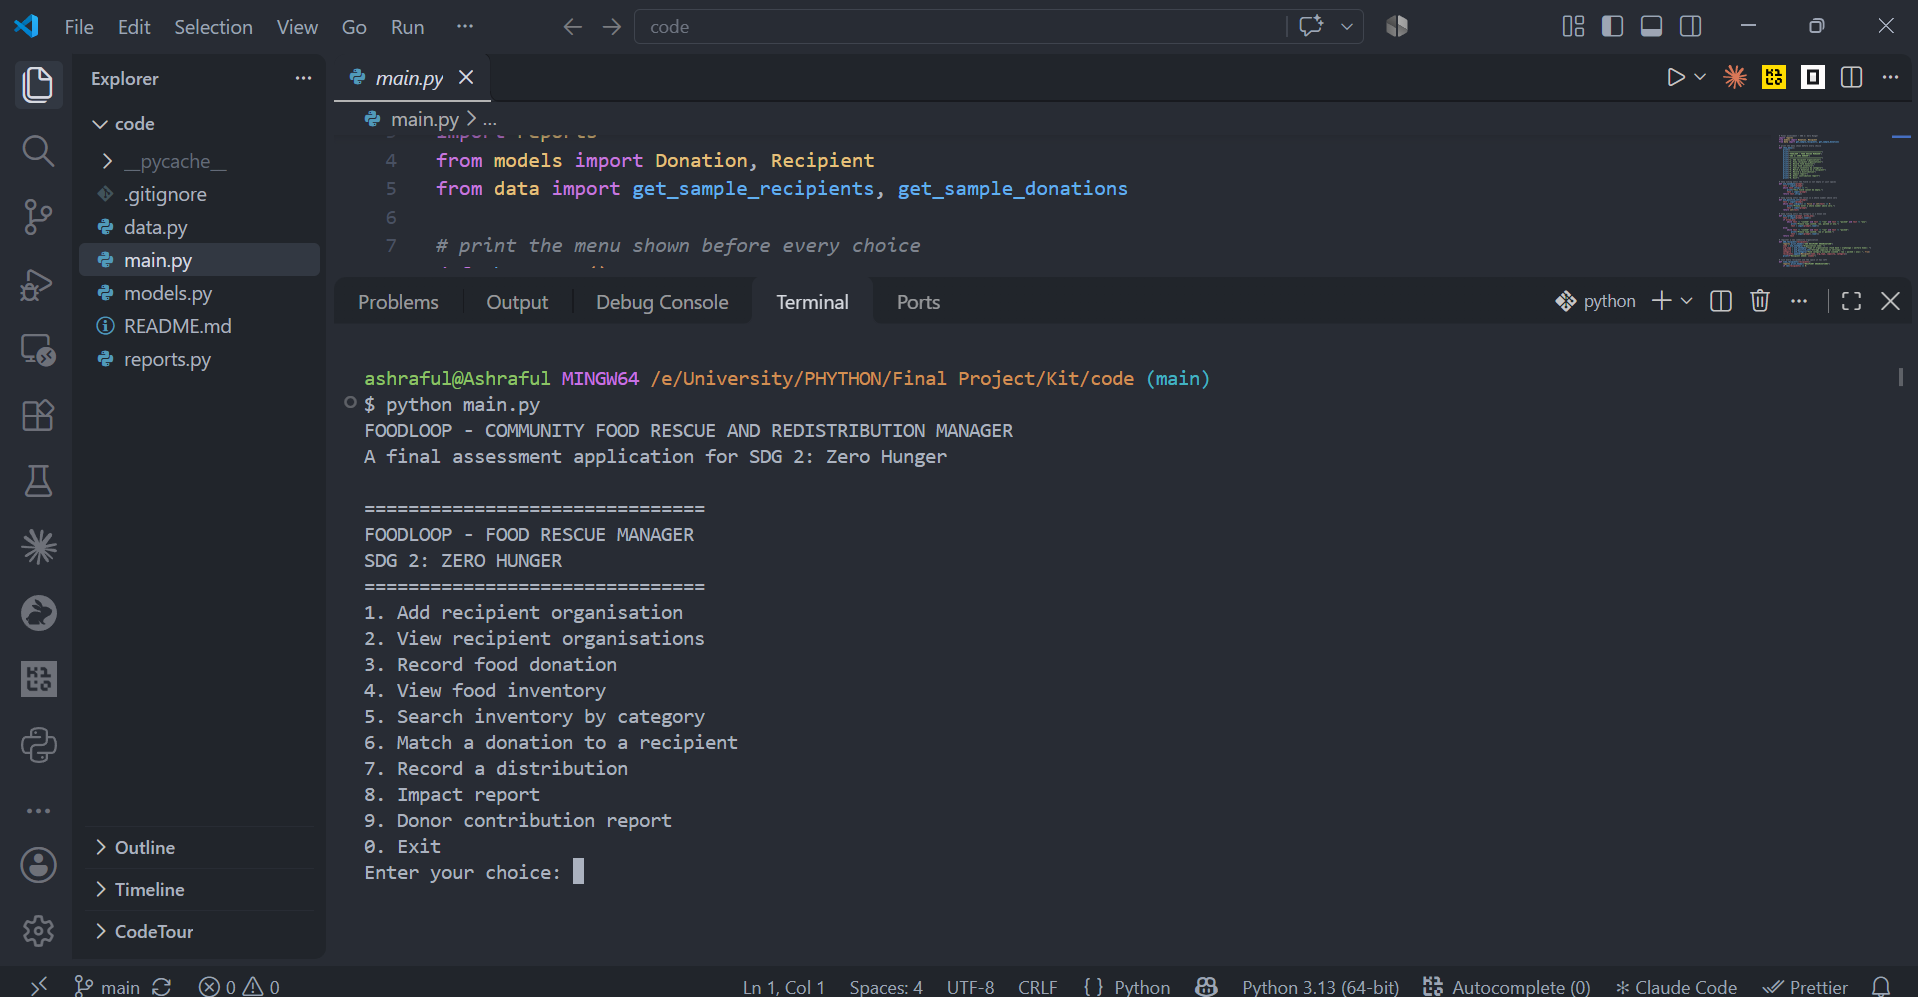 File Edit Selection View Go Run ... code
Explorer ...
main.py
code
main.py > ...
__pycache__
.gitignore
data.py
main.py
models.py
README.md
reports.py
import reports
4 from models import Donation, Recipient
5 from data import get_sample_recipients, get_sample_donations
6
7 # print the menu shown before every choice
Problems Output Debug Console Terminal Ports python
ashraful@Ashraful MINGW64 /e/University/PHYTHON/Final Project/Kit/code (main)
$ python main.py
FOODLOOP - COMMUNITY FOOD RESCUE AND REDISTRIBUTION MANAGER
A final assessment application for SDG 2: Zero Hunger
===============================
FOODLOOP - FOOD RESCUE MANAGER
SDG 2: ZERO HUNGER
===============================
1. Add recipient organisation
2. View recipient organisations
3. Record food donation
4. View food inventory
5. Search inventory by category
6. Match a donation to a recipient
7. Record a distribution
8. Impact report
9. Donor contribution report
0. Exit
Enter your choice:
Outline
Timeline
CodeTour
main 0 0 Ln 1, Col 1 Spaces: 4 UTF-8 CRLF { } Python Python 3.13 (64-bit) Autocomplete (0) Claude Code Prettier